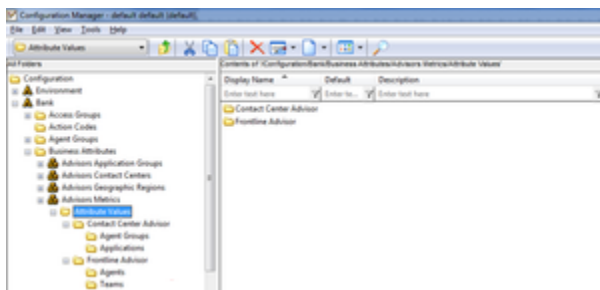 Configuration Manager - default default (default)
File Edit View Tools Help
Attribute Values
All Folders
Contents of '/Configuration/Bank/Business Attributes/Advisors Metrics/Attribute Values'
Display Name Default Description
Enter text here Enter te... Enter text here
Contact Center Advisor
Frontline Advisor
Configuration
Environment
Bank
Access Groups
Action Codes
Agent Groups
Business Attributes
Advisors Application Groups
Advisors Contact Centers
Advisors Geographic Regions
Advisors Metrics
Attribute Values
Contact Center Advisor
Agent Groups
Applications
Frontline Advisor
Agents
Teams